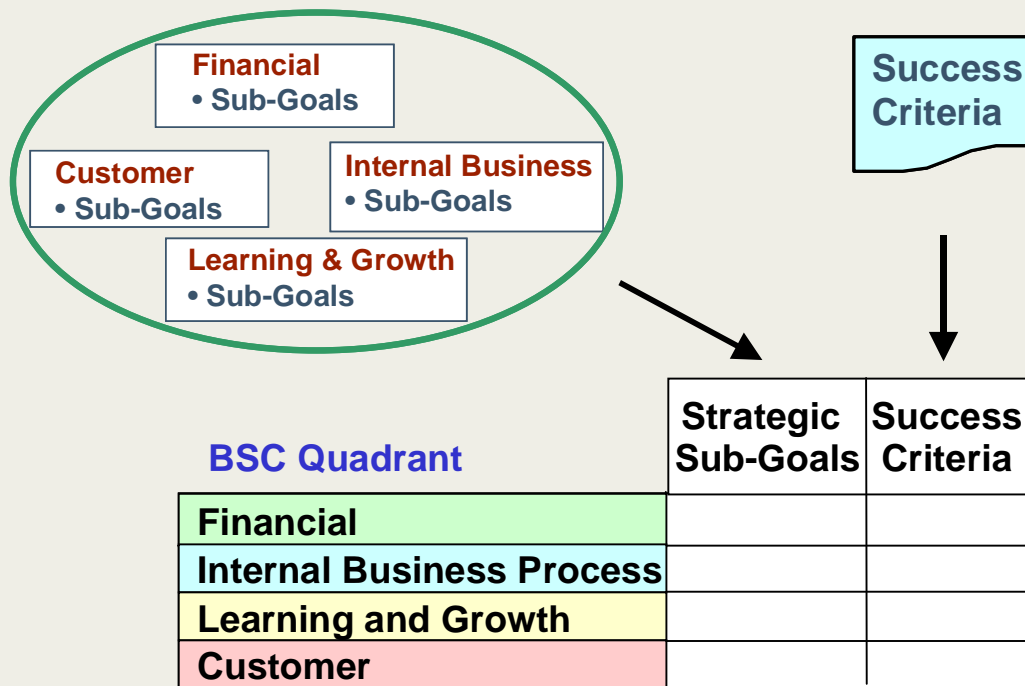 Financial
• Sub-Goals
Customer
• Sub-Goals
Internal Business
• Sub-Goals
Learning & Growth
• Sub-Goals
Success
Criteria
BSC Quadrant
Strategic
Sub-Goals
Success
Criteria
Financial
Internal Business Process
Learning and Growth
Customer